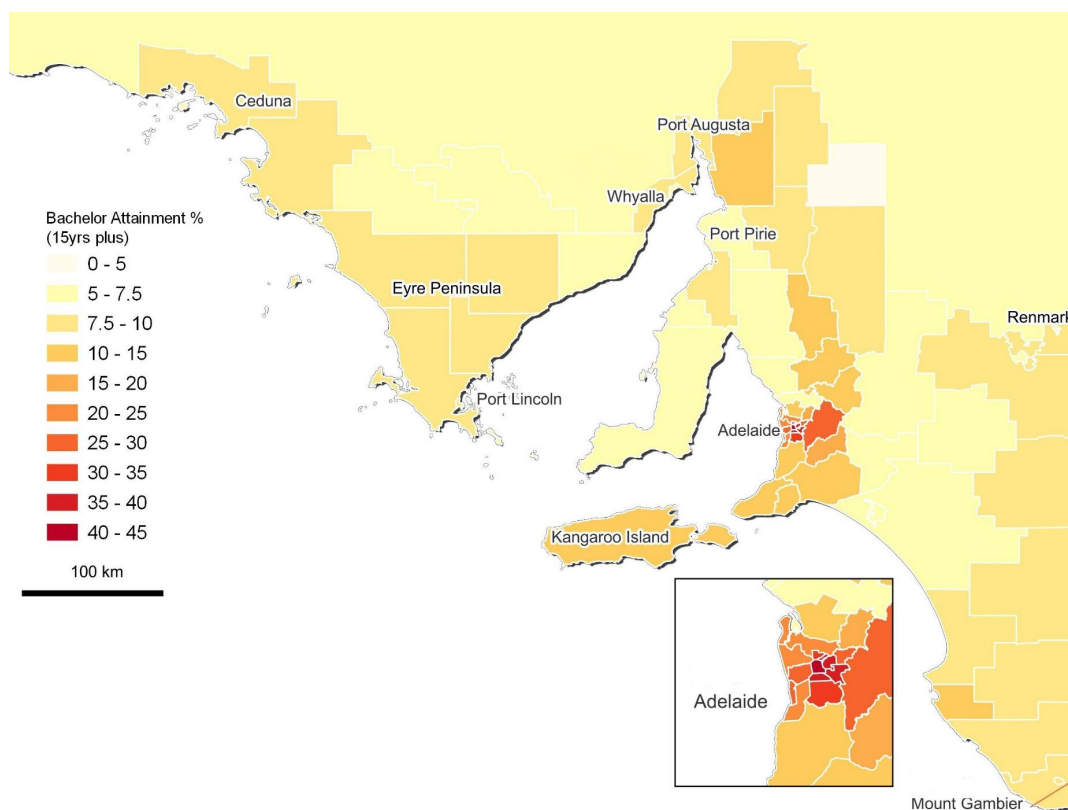 Ceduna
Port Augusta
Whyalla
Bachelor Attainment %
(15yrs plus)
0 - 5
5 - 7.5
7.5 - 10
10 - 15
15 - 20
20 - 25
25 - 30
30 - 35
35 - 40
40 - 45
100 km
Port Pirie
Eyre Peninsula
Renmark
Port Lincoln
Adelaide
Kangaroo Island
Adelaide
Mount Gambier